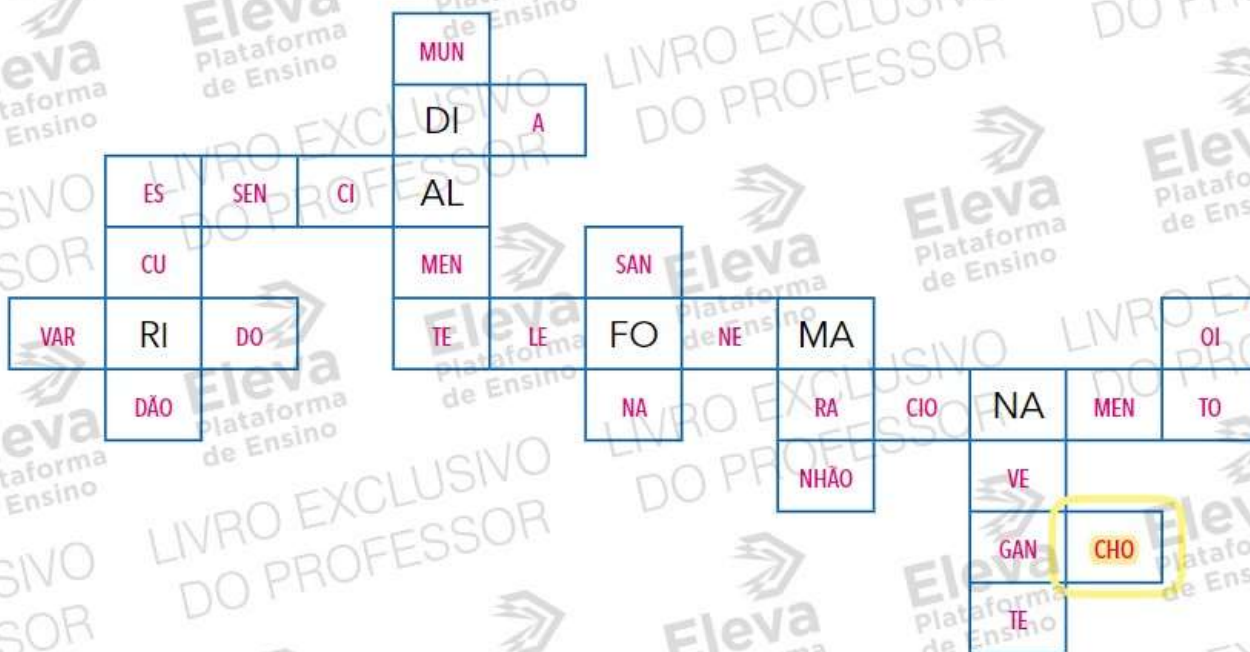 MUN
DI A
ES SEN CI AL
CU MEN SAN
VAR RI DO TE LE FO NE MA OI
DÃO NA RA CIO NA MEN TO
NHÃO VE
GAN CHO
TE
Eleva
Plataforma
de Ensino
LIVRO EXCLUSIVO
DO PROFESSOR